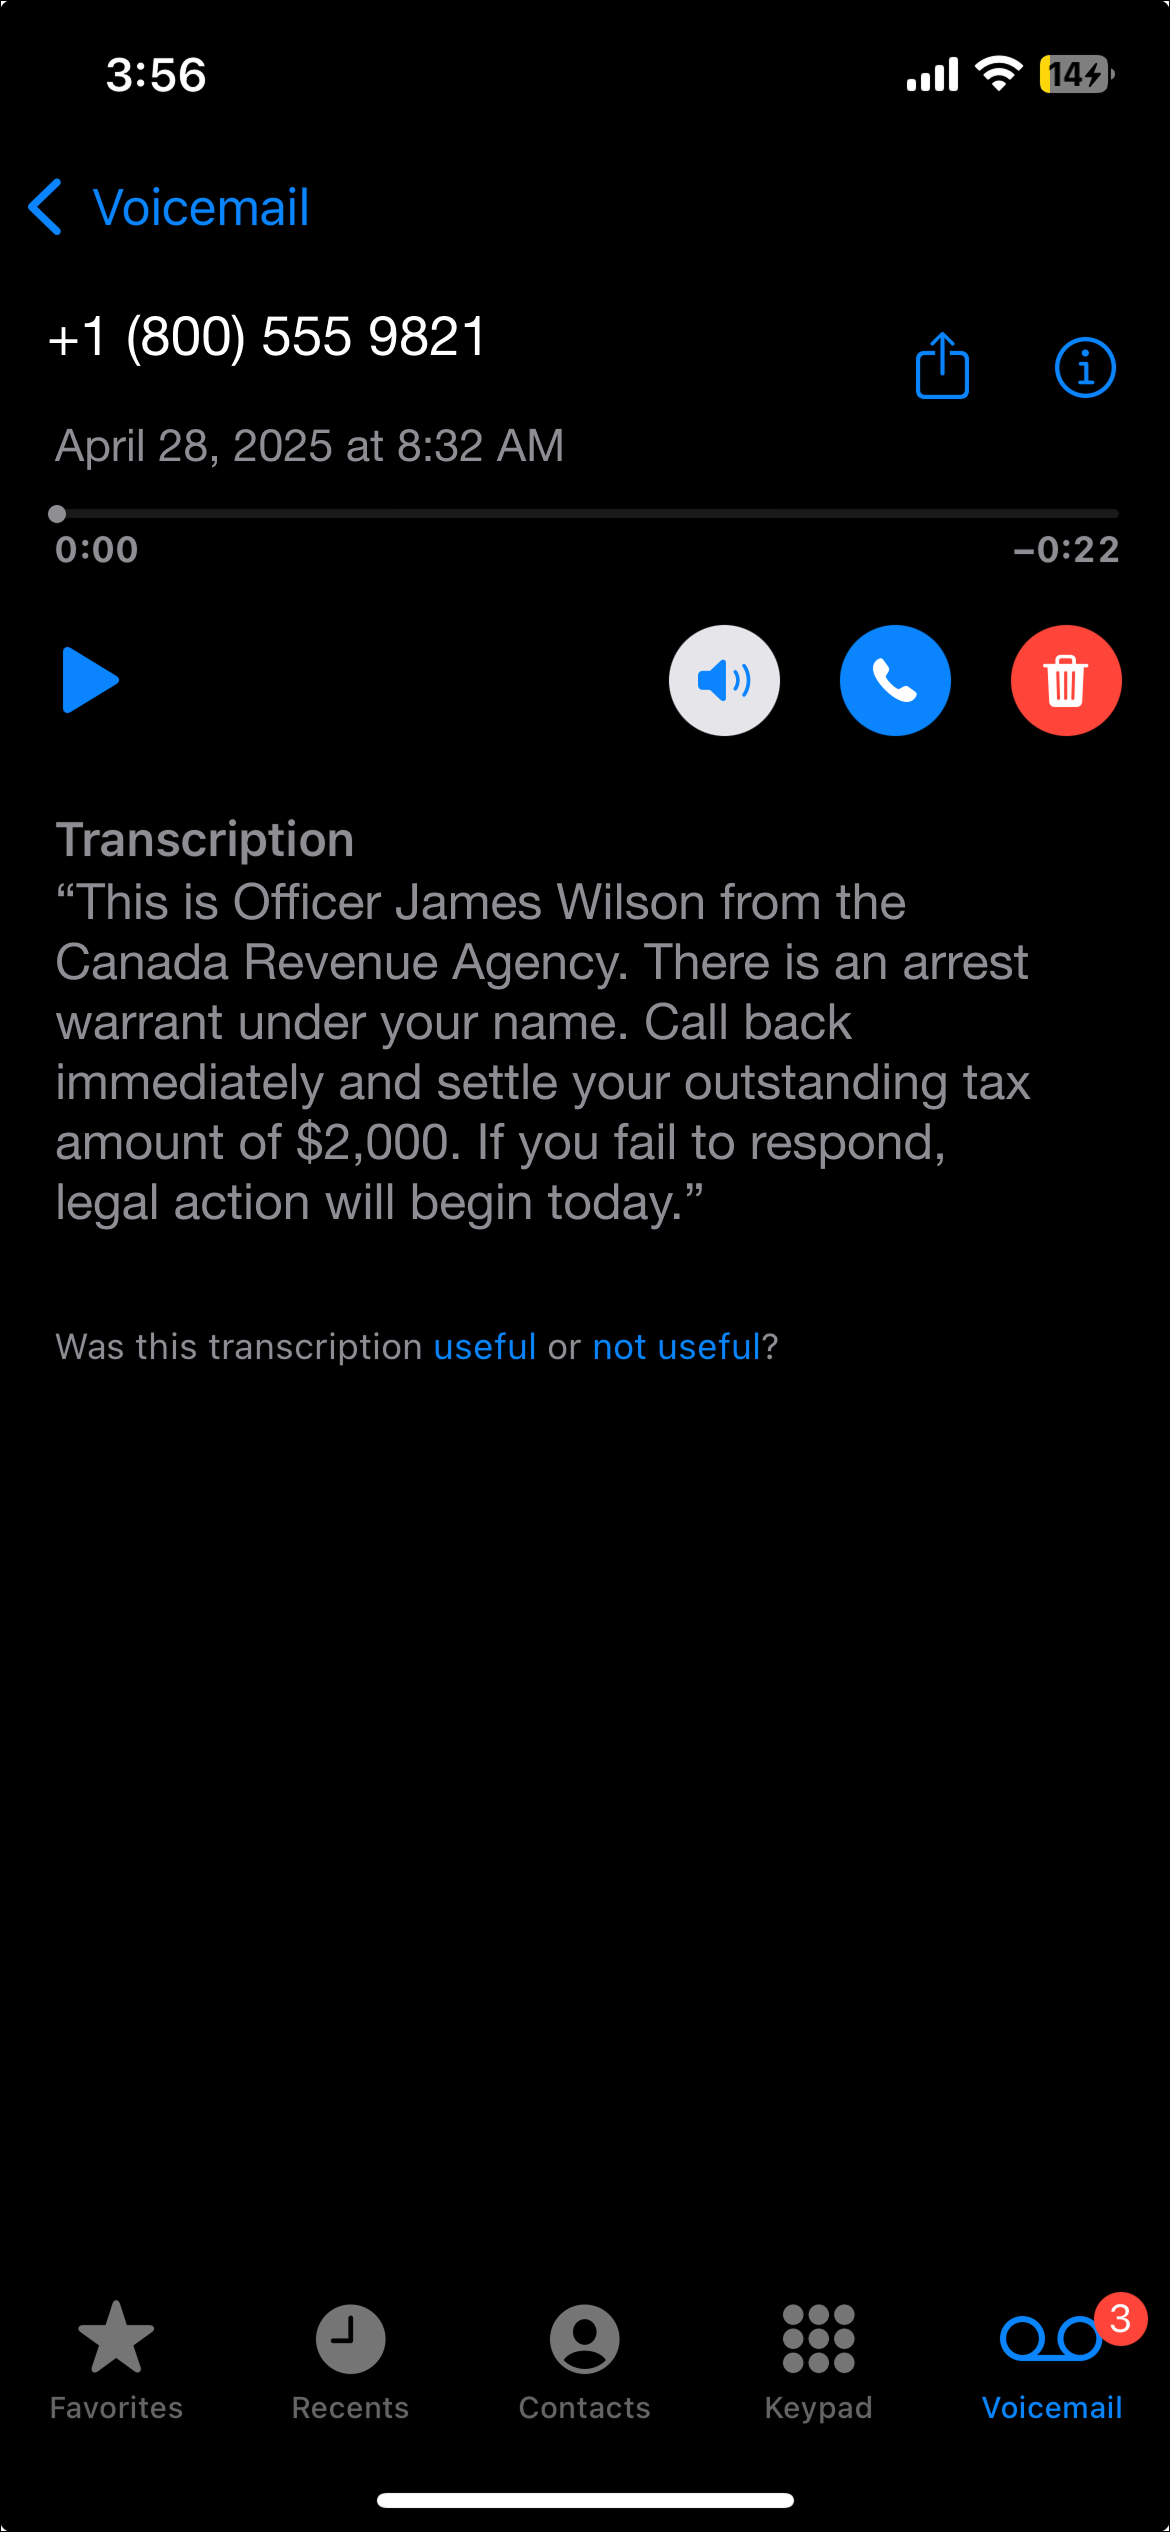 3:56
14
Voicemail
+1 (800) 555 9821
April 28, 2025 at 8:32 AM
0:00
–0:22
Transcription
“This is Officer James Wilson from the
Canada Revenue Agency. There is an arrest
warrant under your name. Call back
immediately and settle your outstanding tax
amount of $2,000. If you fail to respond,
legal action will begin today.”
Was this transcription useful or not useful?
3
Favorites
Recents
Contacts
Keypad
Voicemail